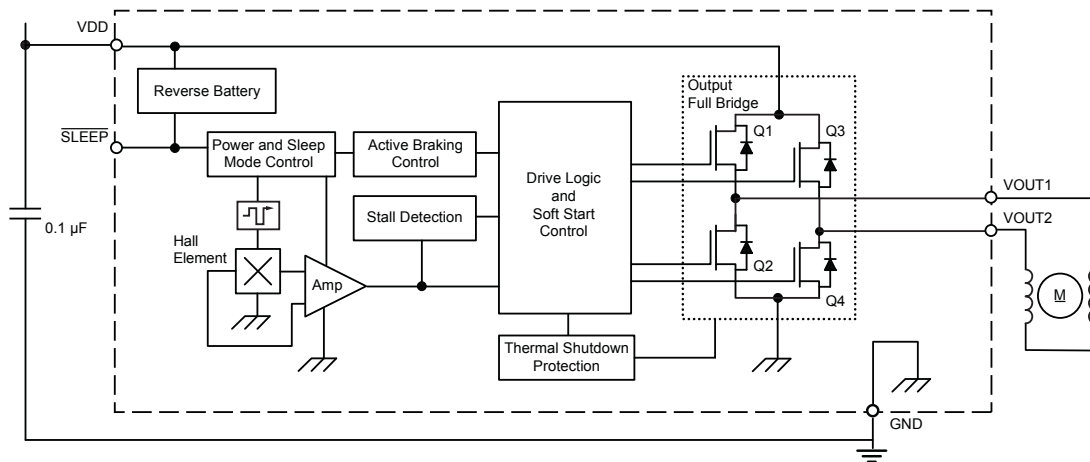 VDD
Reverse Battery
SLEEP
Power and Sleep
Mode Control
Active Braking
Control
Stall Detection
Hall
Element
Amp
0.1 µF
Drive Logic
and
Soft Start
Control
Thermal Shutdown
Protection
Output
Full Bridge
Q1
Q3
Q2
Q4
VOUT1
VOUT2
M
GND